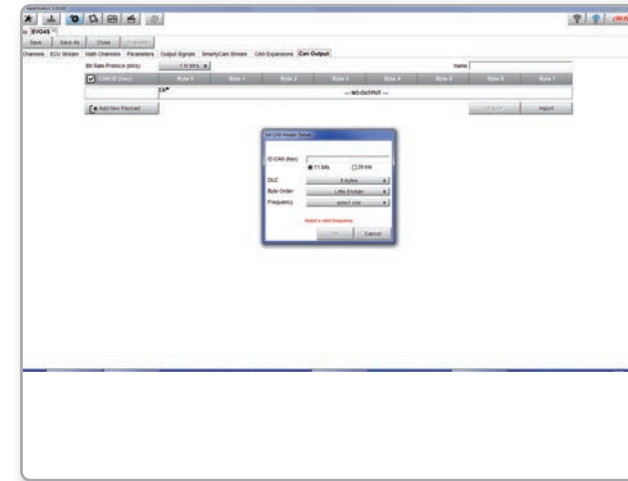 EVO4S
Save Save As Close
Channels ECU Stream Math Channels Parameters Output Signals SmartyCam Stream CAN Expansions Can Output
Bit Rate Protocol (bit/s) name
CAN ID (hex) Byte 0 Byte 1 Byte 2 Byte 3 Byte 4 Byte 5 Byte 6 Byte 7
--- NO OUTPUT ---
Add New Payload Import
Set CAN Header Details
ID CAN (hex)
11 bits 29 bits
DLC 8 bytes
Byte Order Little Endian
Frequency select one
Select a valid frequency
OK Cancel